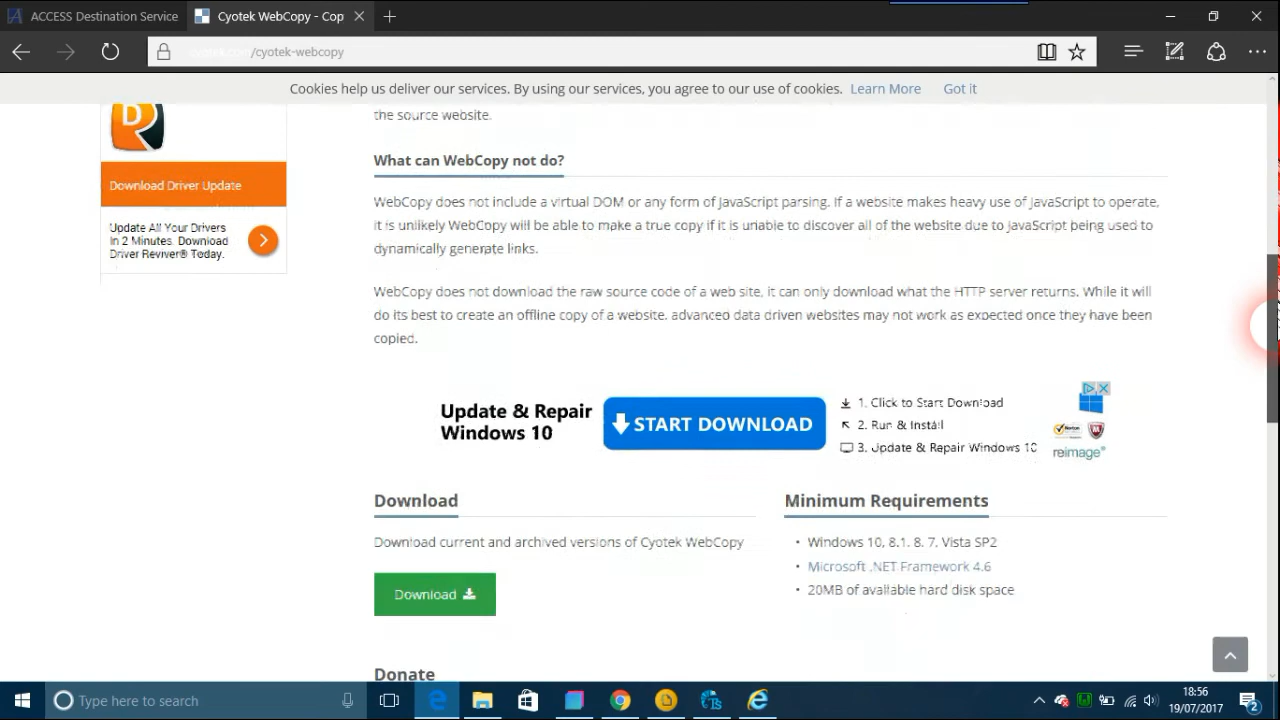 ACCESS Destination Service
Cyotek WebCopy - Cop
cyotek.com/cyotek-webcopy
Cookies help us deliver our services. By using our services, you agree to our use of cookies. Learn More Got it
the source website.
Download Driver Update
Update All Your Drivers
In 2 Minutes. Download
Driver Reviver® Today.
What can WebCopy not do?
WebCopy does not include a virtual DOM or any form of JavaScript parsing. If a website makes heavy use of JavaScript to operate,
it is unlikely WebCopy will be able to make a true copy if it is unable to discover all of the website due to JavaScript being used to
dynamically generate links.
WebCopy does not download the raw source code of a web site, it can only download what the HTTP server returns. While it will
do its best to create an offline copy of a website, advanced data driven websites may not work as expected once they have been
copied.
Update & Repair
Windows 10
START DOWNLOAD
1. Click to Start Download
2. Run & Install
3. Update & Repair Windows 10
Norton
reimage®
Download
Download current and archived versions of Cyotek WebCopy
Download
Minimum Requirements
• Windows 10, 8.1, 8, 7, Vista SP2
• Microsoft .NET Framework 4.6
• 20MB of available hard disk space
Donate
Type here to search
18:56
19/07/2017
2